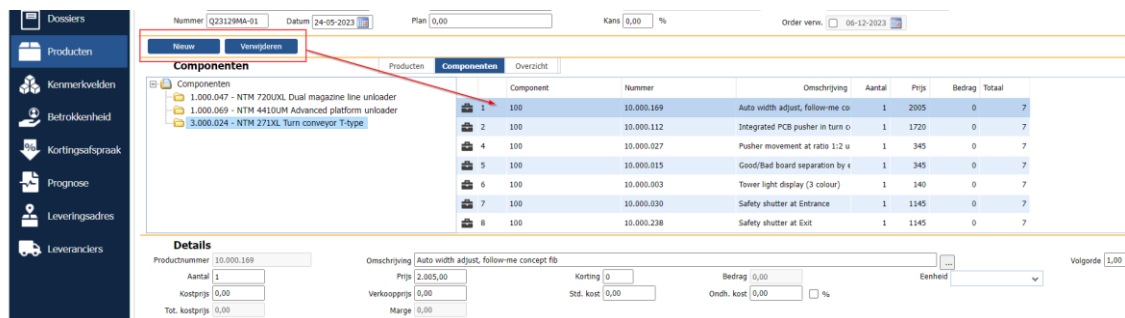 Dossiers
Producten
Kenmerkvelden
Betrokkenheid
Kortingsafspraak
Prognose
Leveringsadres
Leveranciers
Nummer Q23129MA-01 Datum 24-05-2023 Plan 0,00 Kans 0,00 % Order verw. 06-12-2023
Nieuw Verwijderen
Componenten Producten Componenten Overzicht
Componenten
1.000.047 - NTM 720UXL Dual magazine line unloader
1.000.069 - NTM 4410UM Advanced platform unloader
3.000.024 - NTM 271XL Turn conveyor T-type
Component Nummer Omschrijving Aantal Prijs Bedrag Totaal
1 100 10.000.169 Auto width adjust, follow-me co 1 2005 0 7
2 100 10.000.112 Integrated PCB pusher in turn c 1 1720 0 7
4 100 10.000.027 Pusher movement at ratio 1:2 u 1 345 0 7
5 100 10.000.015 Good/Bad board separation by s 1 345 0 7
6 100 10.000.003 Tower light display (3 colour) 1 140 0 7
7 100 10.000.030 Safety shutter at Entrance 1 1145 0 7
8 100 10.000.238 Safety shutter at Exit 1 1145 0 7
Details
Productnummer 10.000.169 Omschrijving Auto width adjust, follow-me concept fib ... Volgorde 1,00
Aantal 1 Prijs 2.005,00 Korting 0 Bedrag 0,00 Eenheid
Kostprijs 0,00 Verkoopprijs 0,00 Std. kost 0,00 Ondh. kost 0,00 %
Tot. kostprijs 0,00 Marge 0,00